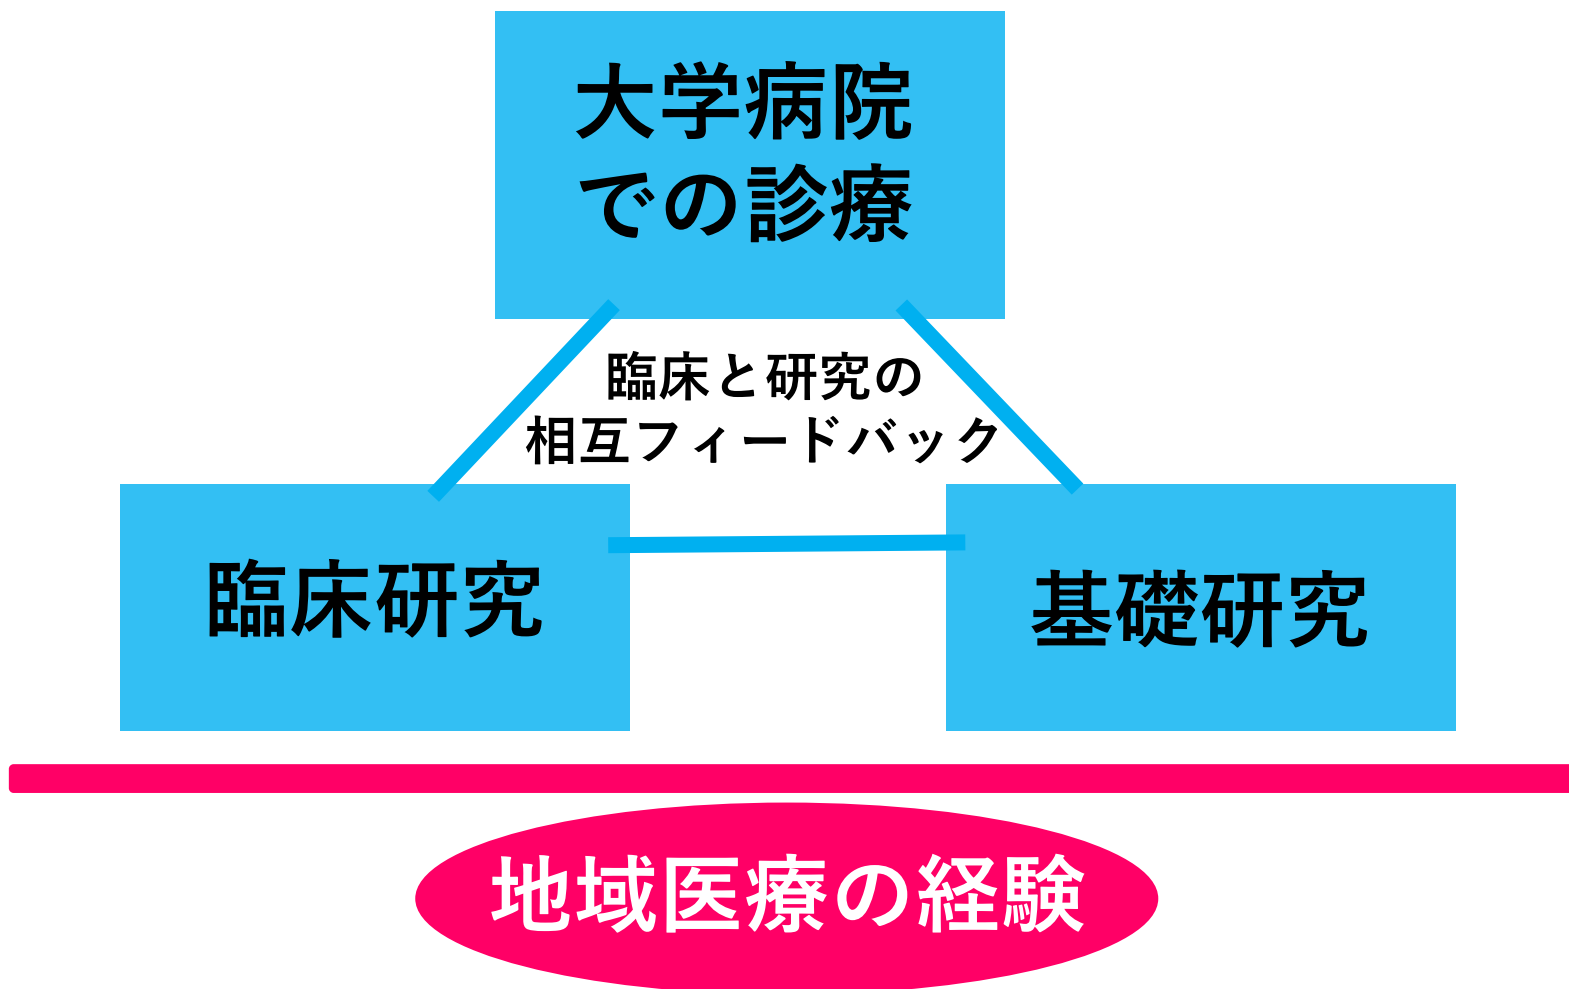 大学病院
での診療
臨床と研究の
相互フィードバック
臨床研究
基礎研究
地域医療の経験